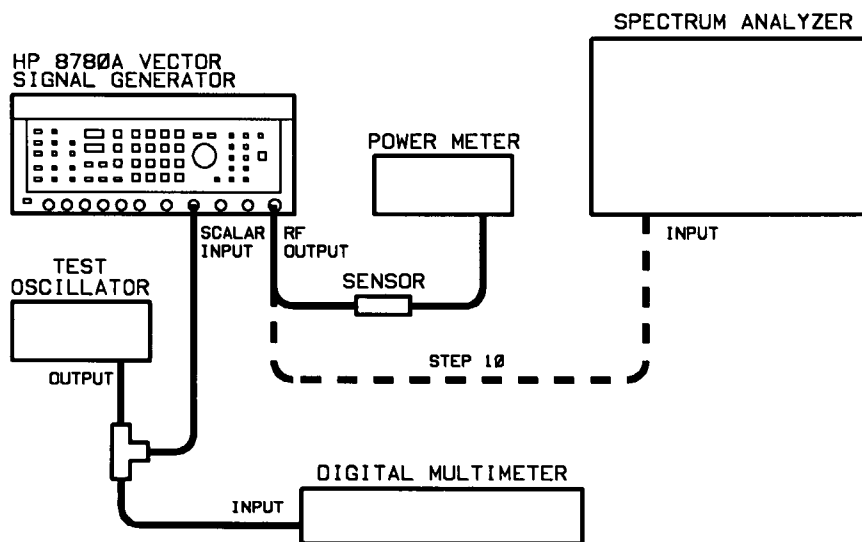 SPECTRUM ANALYZER
HP 8780A VECTOR
SIGNAL GENERATOR
POWER METER
SCALAR
INPUT
RF
OUTPUT
INPUT
TEST
OSCILLATOR
SENSOR
STEP 10
OUTPUT
DIGITAL MULTIMETER
INPUT